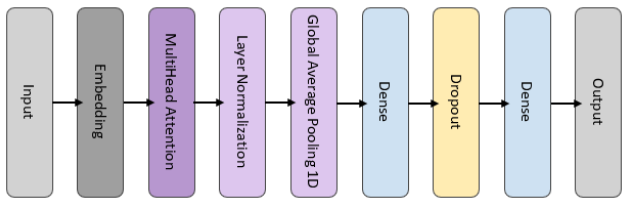 Input
Embedding
MultiHead Attention
Layer Normalization
Global Average Pooling 1D
Dense
Dropout
Dense
Output